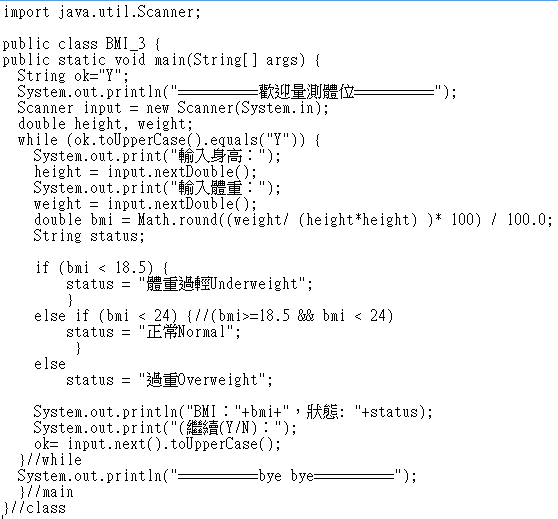 import java.util.Scanner;

public class BMI_3 {
public static void main(String[] args) {
  String ok="Y";
  System.out.println("══════════歡迎量測體位══════════");
  Scanner input = new Scanner(System.in);
  double height, weight;
  while (ok.toUpperCase().equals("Y")) {
    System.out.print("輸入身高：");
    height = input.nextDouble();
    System.out.print("輸入體重：");
    weight = input.nextDouble();
    double bmi = Math.round((weight/ (height*height) )* 100) / 100.0;
    String status;

    if (bmi < 18.5) {
        status = "體重過輕Underweight";
        }
    else if (bmi < 24) {//(bmi>=18.5 && bmi < 24)
        status = "正常Normal";
         }
    else
        status = "過重Overweight";

    System.out.println("BMI："+bmi+"，狀態: "+status);
    System.out.print("(繼續(Y/N)：");
    ok= input.next().toUpperCase();
  }//while
  System.out.println("══════════bye bye══════════");
  }//main
}//class